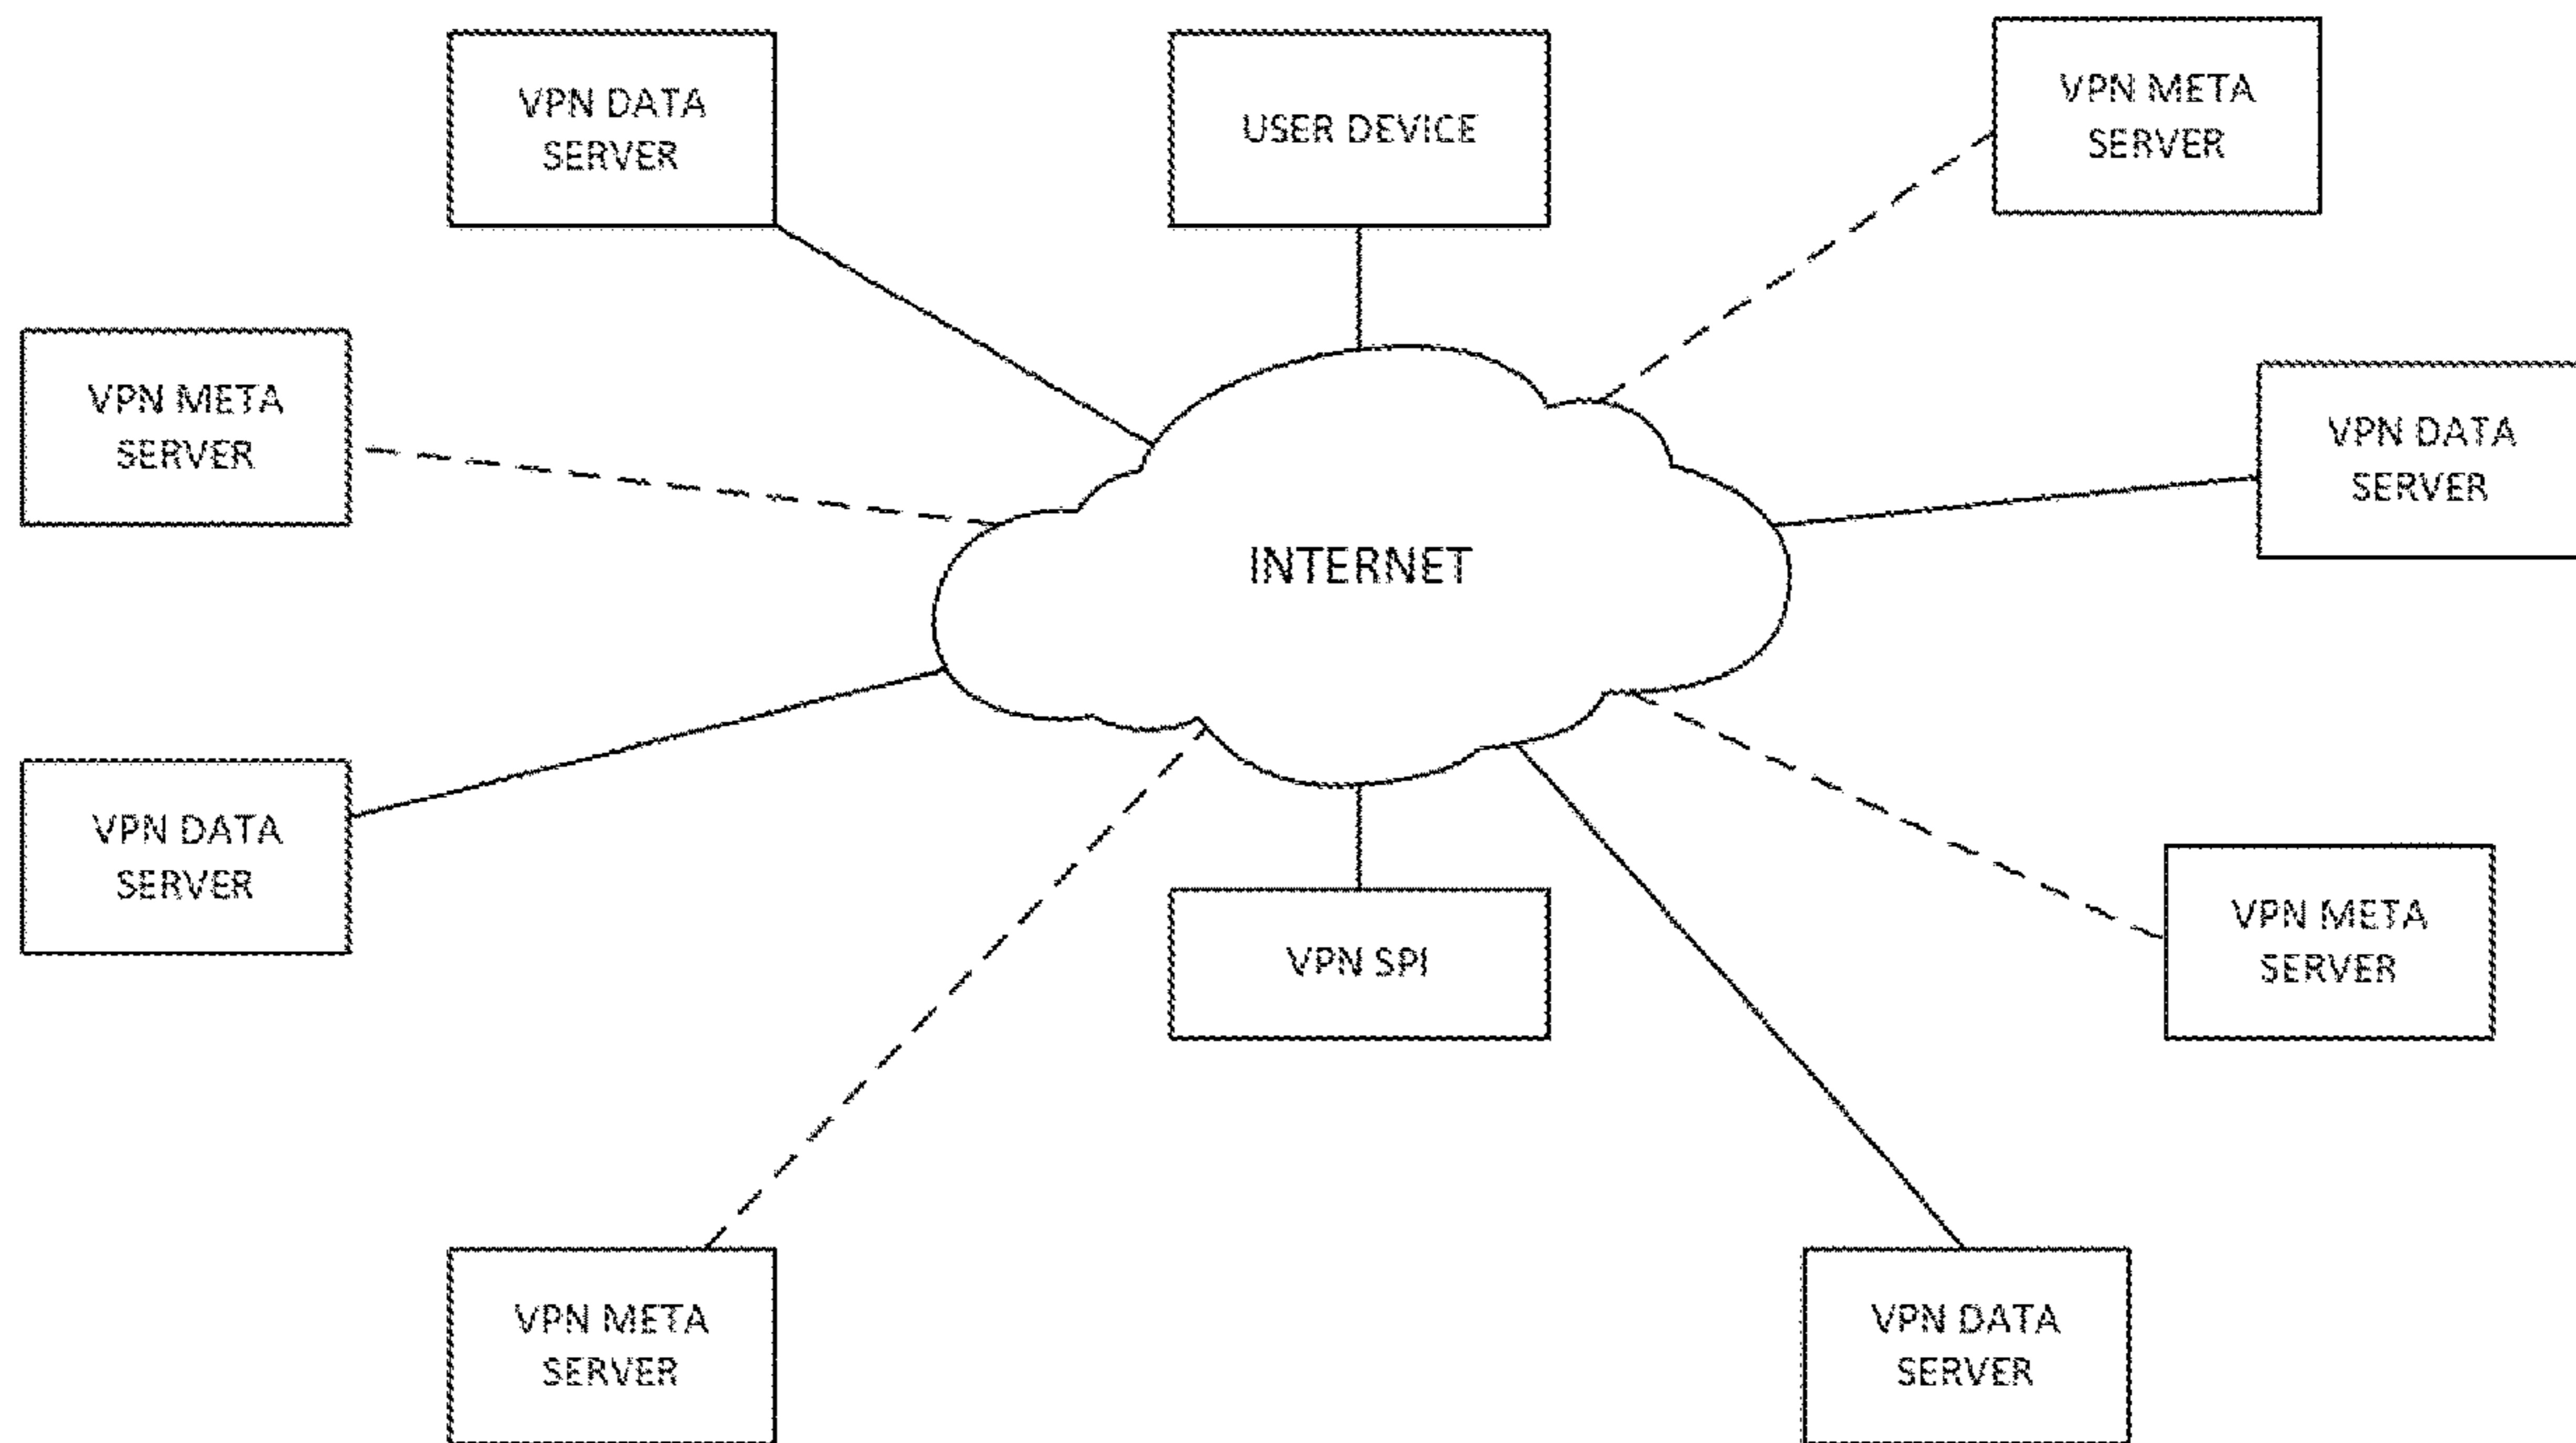 VPN DATA
SERVER
USER DEVICE
VPN META
SERVER
VPN META
SERVER
VPN DATA
SERVER
INTERNET
VPN DATA
SERVER
VPN SPI
VPN META
SERVER
VPN META
SERVER
VPN DATA
SERVER